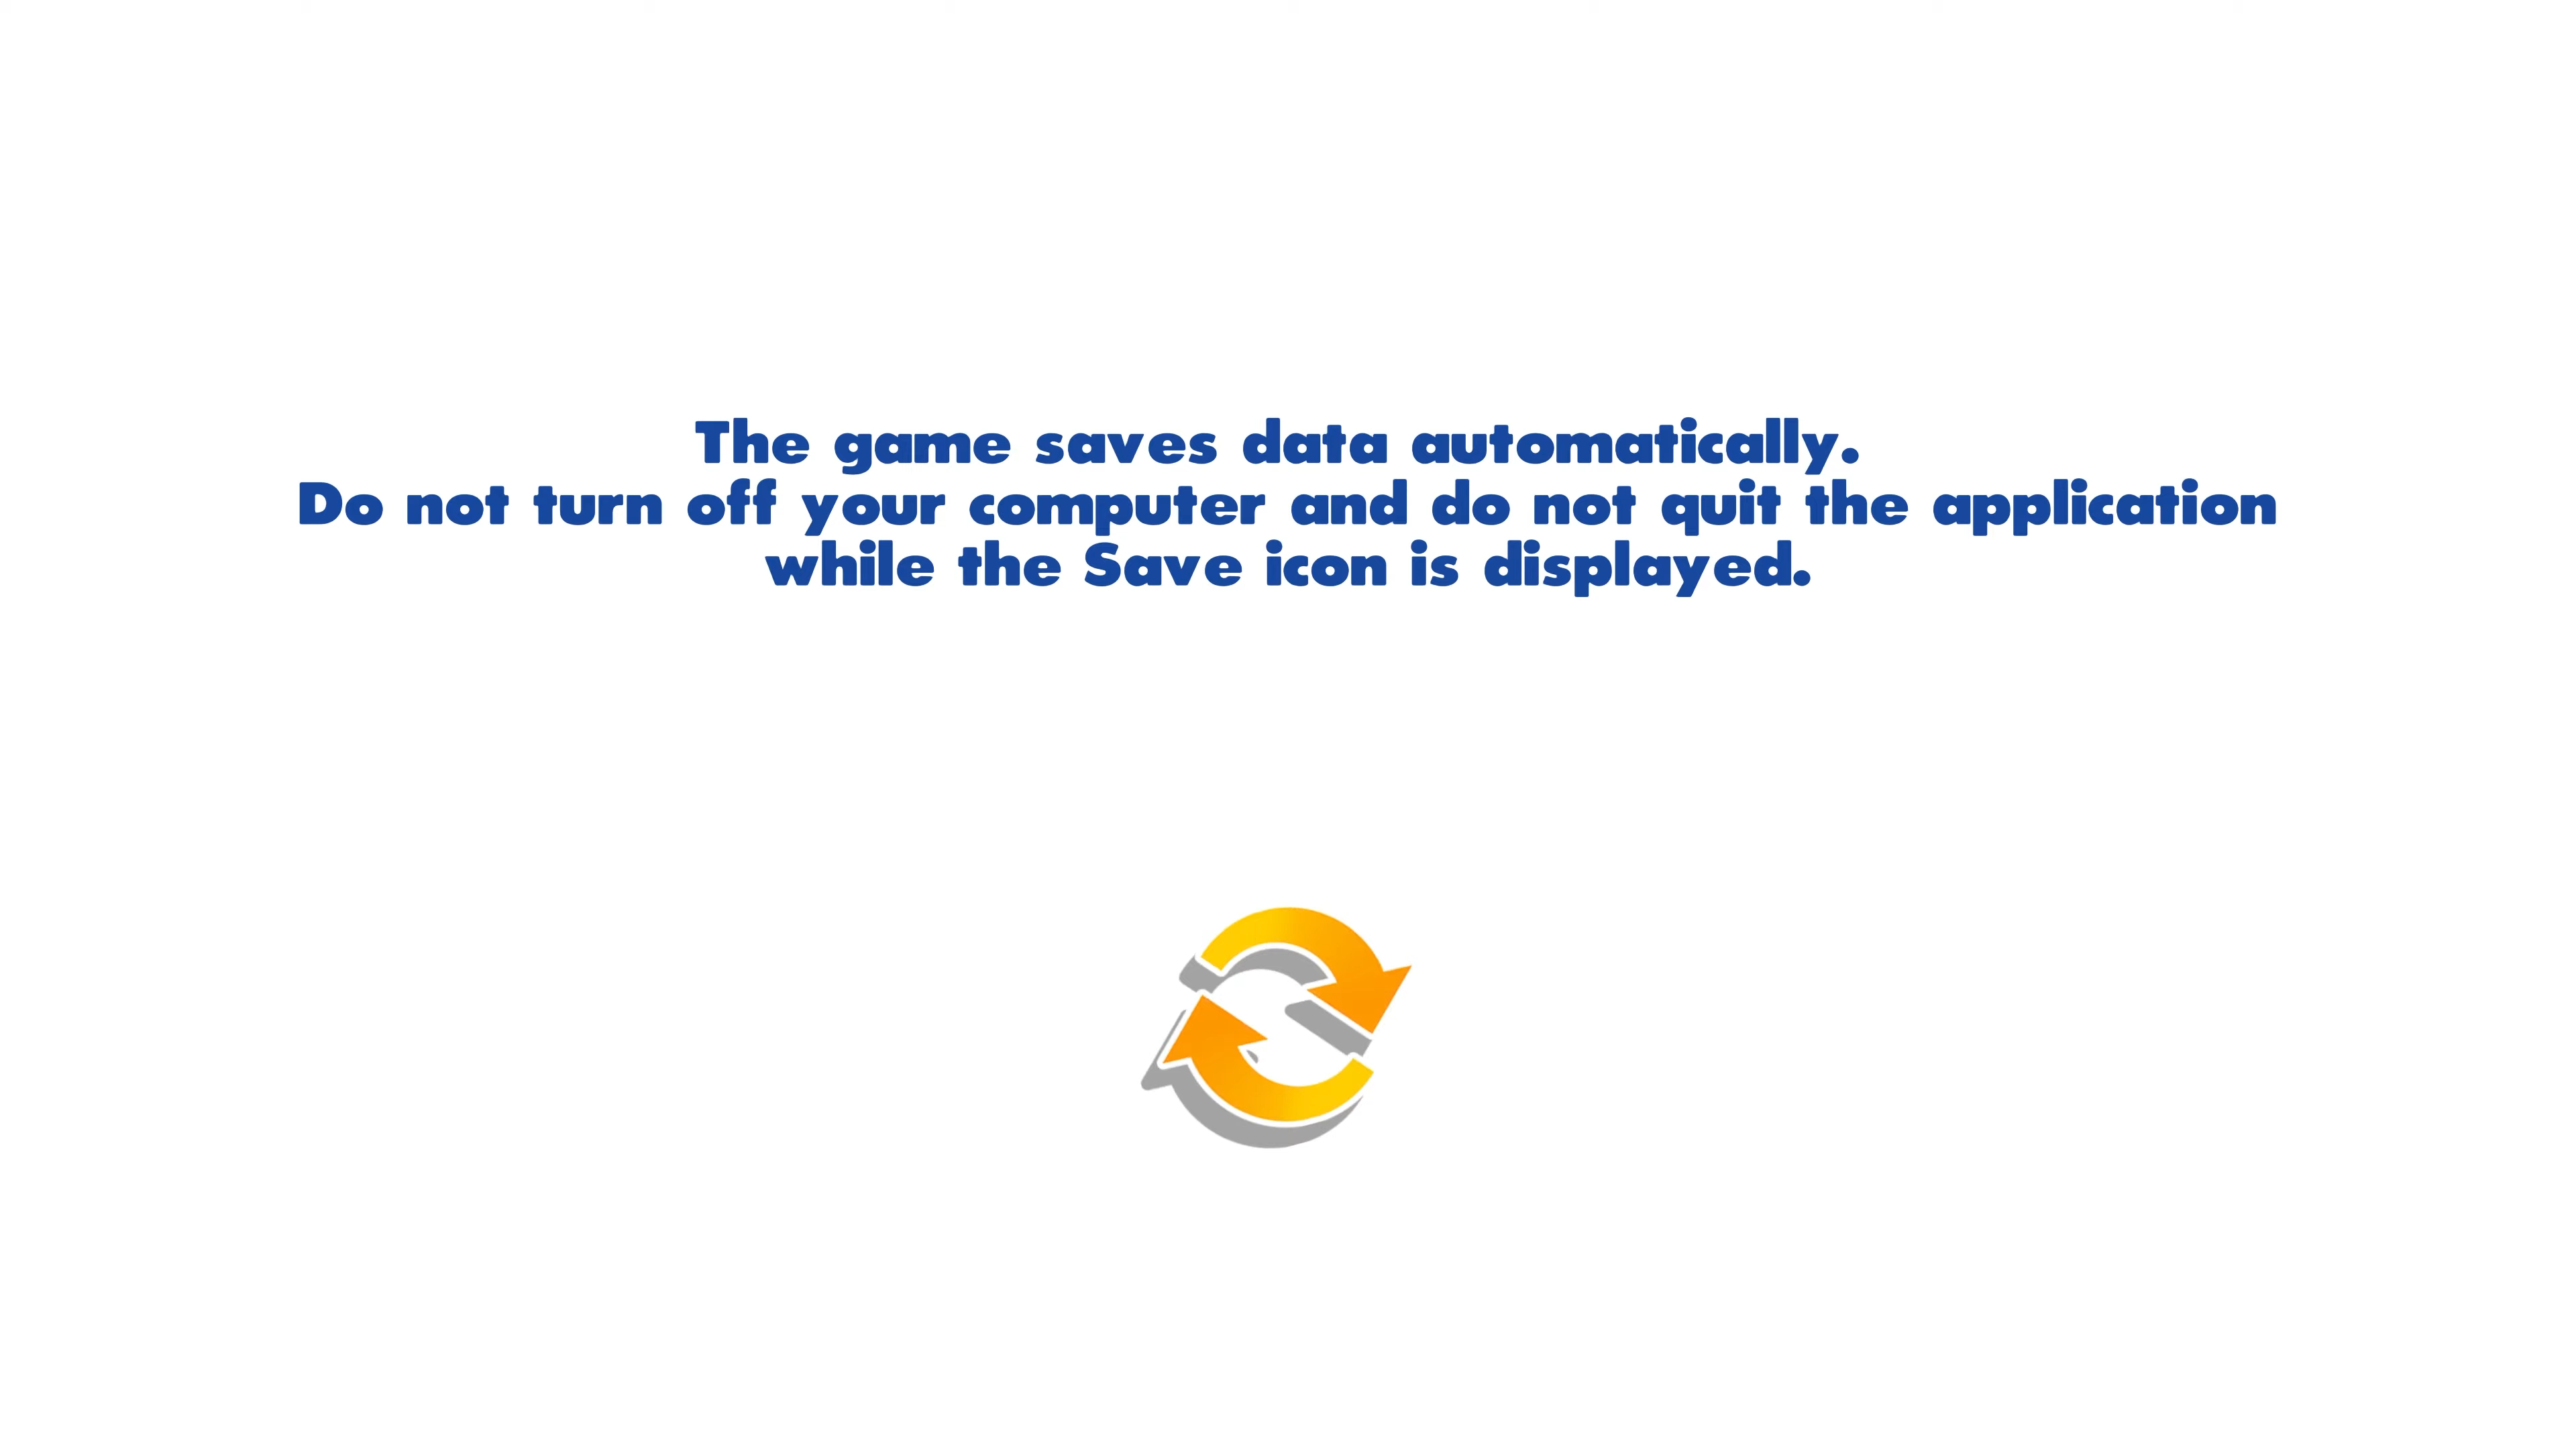 The game saves data automatically.
Do not turn off your computer and do not quit the application
while the Save icon is displayed.